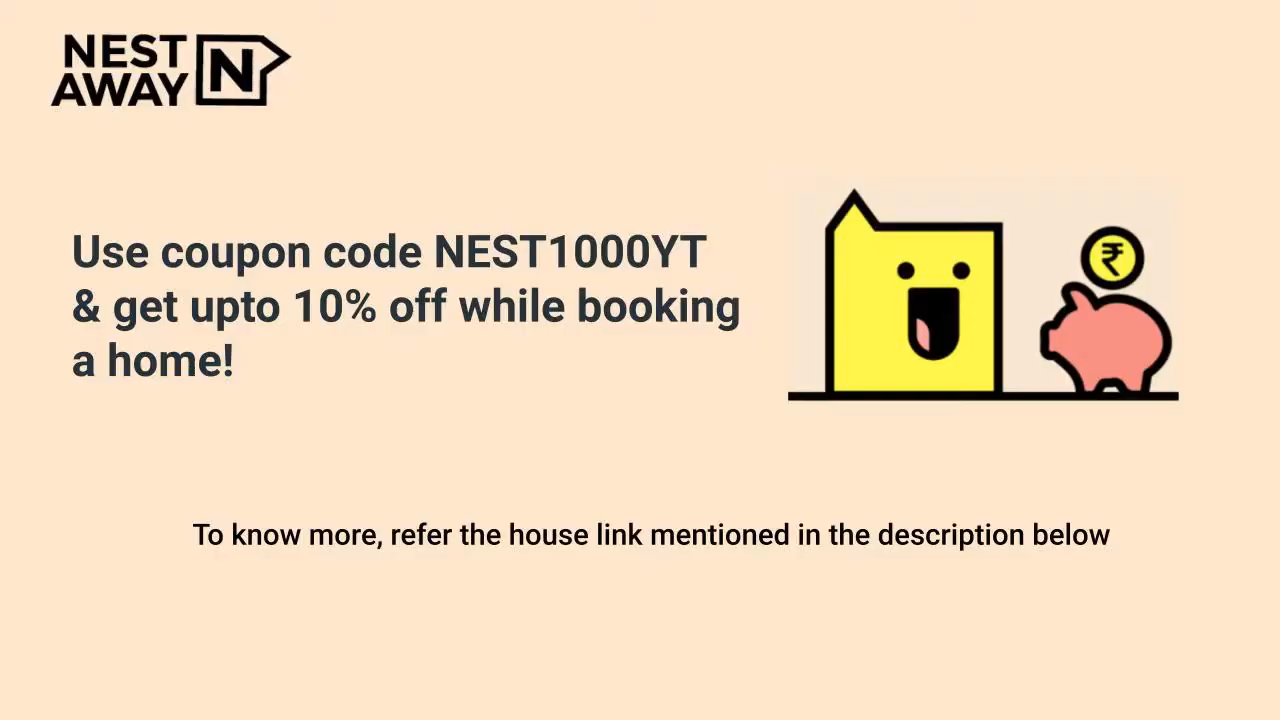 NEST
AWAY N
Use coupon code NEST1000YT
& get upto 10% off while booking
a home!
₹
To know more, refer the house link mentioned in the description below